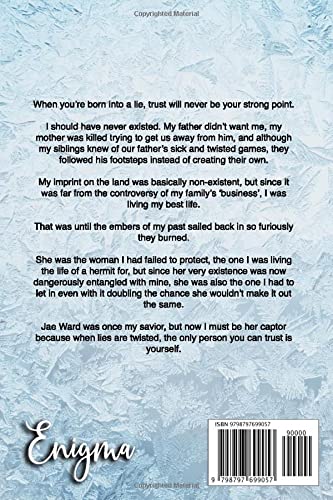 When you're born into a lie, trust will never be your strong point.
I should have never existed. My father didn't want me, my
mother was killed trying to get us away from him, and although
my siblings knew of our father's sick and twisted games, they
followed his footsteps instead of creating their own.
My imprint on the land was basically non-existent, but since it
was far from the controversy of my family's 'business', I was
living my best life.
That was until the embers of my past sailed back in so furiously
they burned.
She was the woman I had failed to protect, the one I was living
the life of a hermit for, but since her very existence was now
dangerously entangled with mine, she was also the one I had to
let in even with it doubling the chance she wouldn't make it out
the same.
Jae Ward was once my savior, but now I must be her captor
because when lies are twisted, the only person you can trust is
yourself.
Enigma
ISBN 9798797699057
90000
9 798797 699057
Copyrighted Material
Copyrighted Material